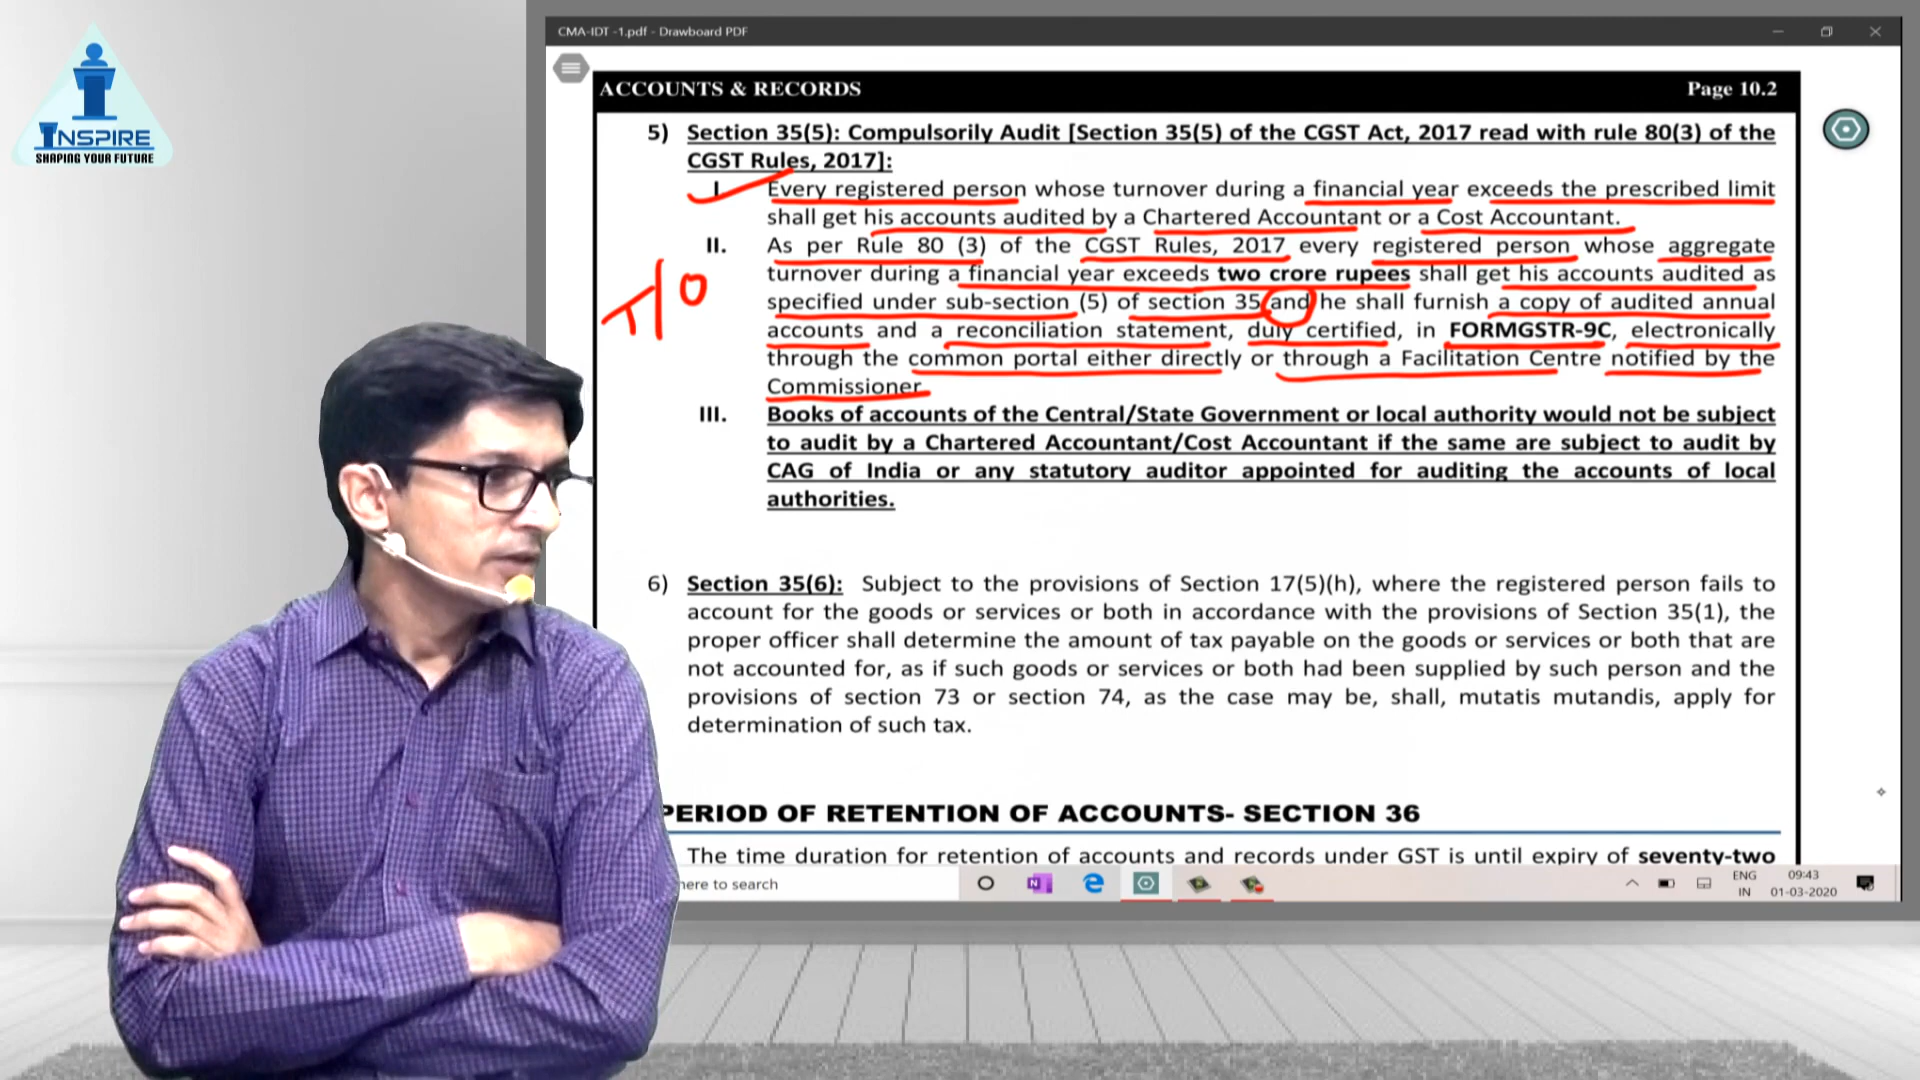 INSPIRE
SHAPING YOUR FUTURE
CMA-IDT -1.pdf - Drawboard PDF
ACCOUNTS & RECORDS Page 10.2
5) Section 35(5): Compulsorily Audit [Section 35(5) of the CGST Act, 2017 read with rule 80(3) of the
CGST Rules, 2017]:
I. Every registered person whose turnover during a financial year exceeds the prescribed limit
shall get his accounts audited by a Chartered Accountant or a Cost Accountant.
II. As per Rule 80 (3) of the CGST Rules, 2017 every registered person whose aggregate
turnover during a financial year exceeds two crore rupees shall get his accounts audited as
specified under sub-section (5) of section 35 and he shall furnish a copy of audited annual
accounts and a reconciliation statement, duly certified, in FORMGSTR-9C, electronically
through the common portal either directly or through a Facilitation Centre notified by the
Commissioner
T/O
III. Books of accounts of the Central/State Government or local authority would not be subject
to audit by a Chartered Accountant/Cost Accountant if the same are subject to audit by
CAG of India or any statutory auditor appointed for auditing the accounts of local
authorities.
6) Section 35(6): Subject to the provisions of Section 17(5)(h), where the registered person fails to
account for the goods or services or both in accordance with the provisions of Section 35(1), the
proper officer shall determine the amount of tax payable on the goods or services or both that are
not accounted for, as if such goods or services or both had been supplied by such person and the
provisions of section 73 or section 74, as the case may be, shall, mutatis mutandis, apply for
determination of such tax.
PERIOD OF RETENTION OF ACCOUNTS- SECTION 36
The time duration for retention of accounts and records under GST is until expiry of seventy-two
here to search
ENG
IN
09:43
01-03-2020